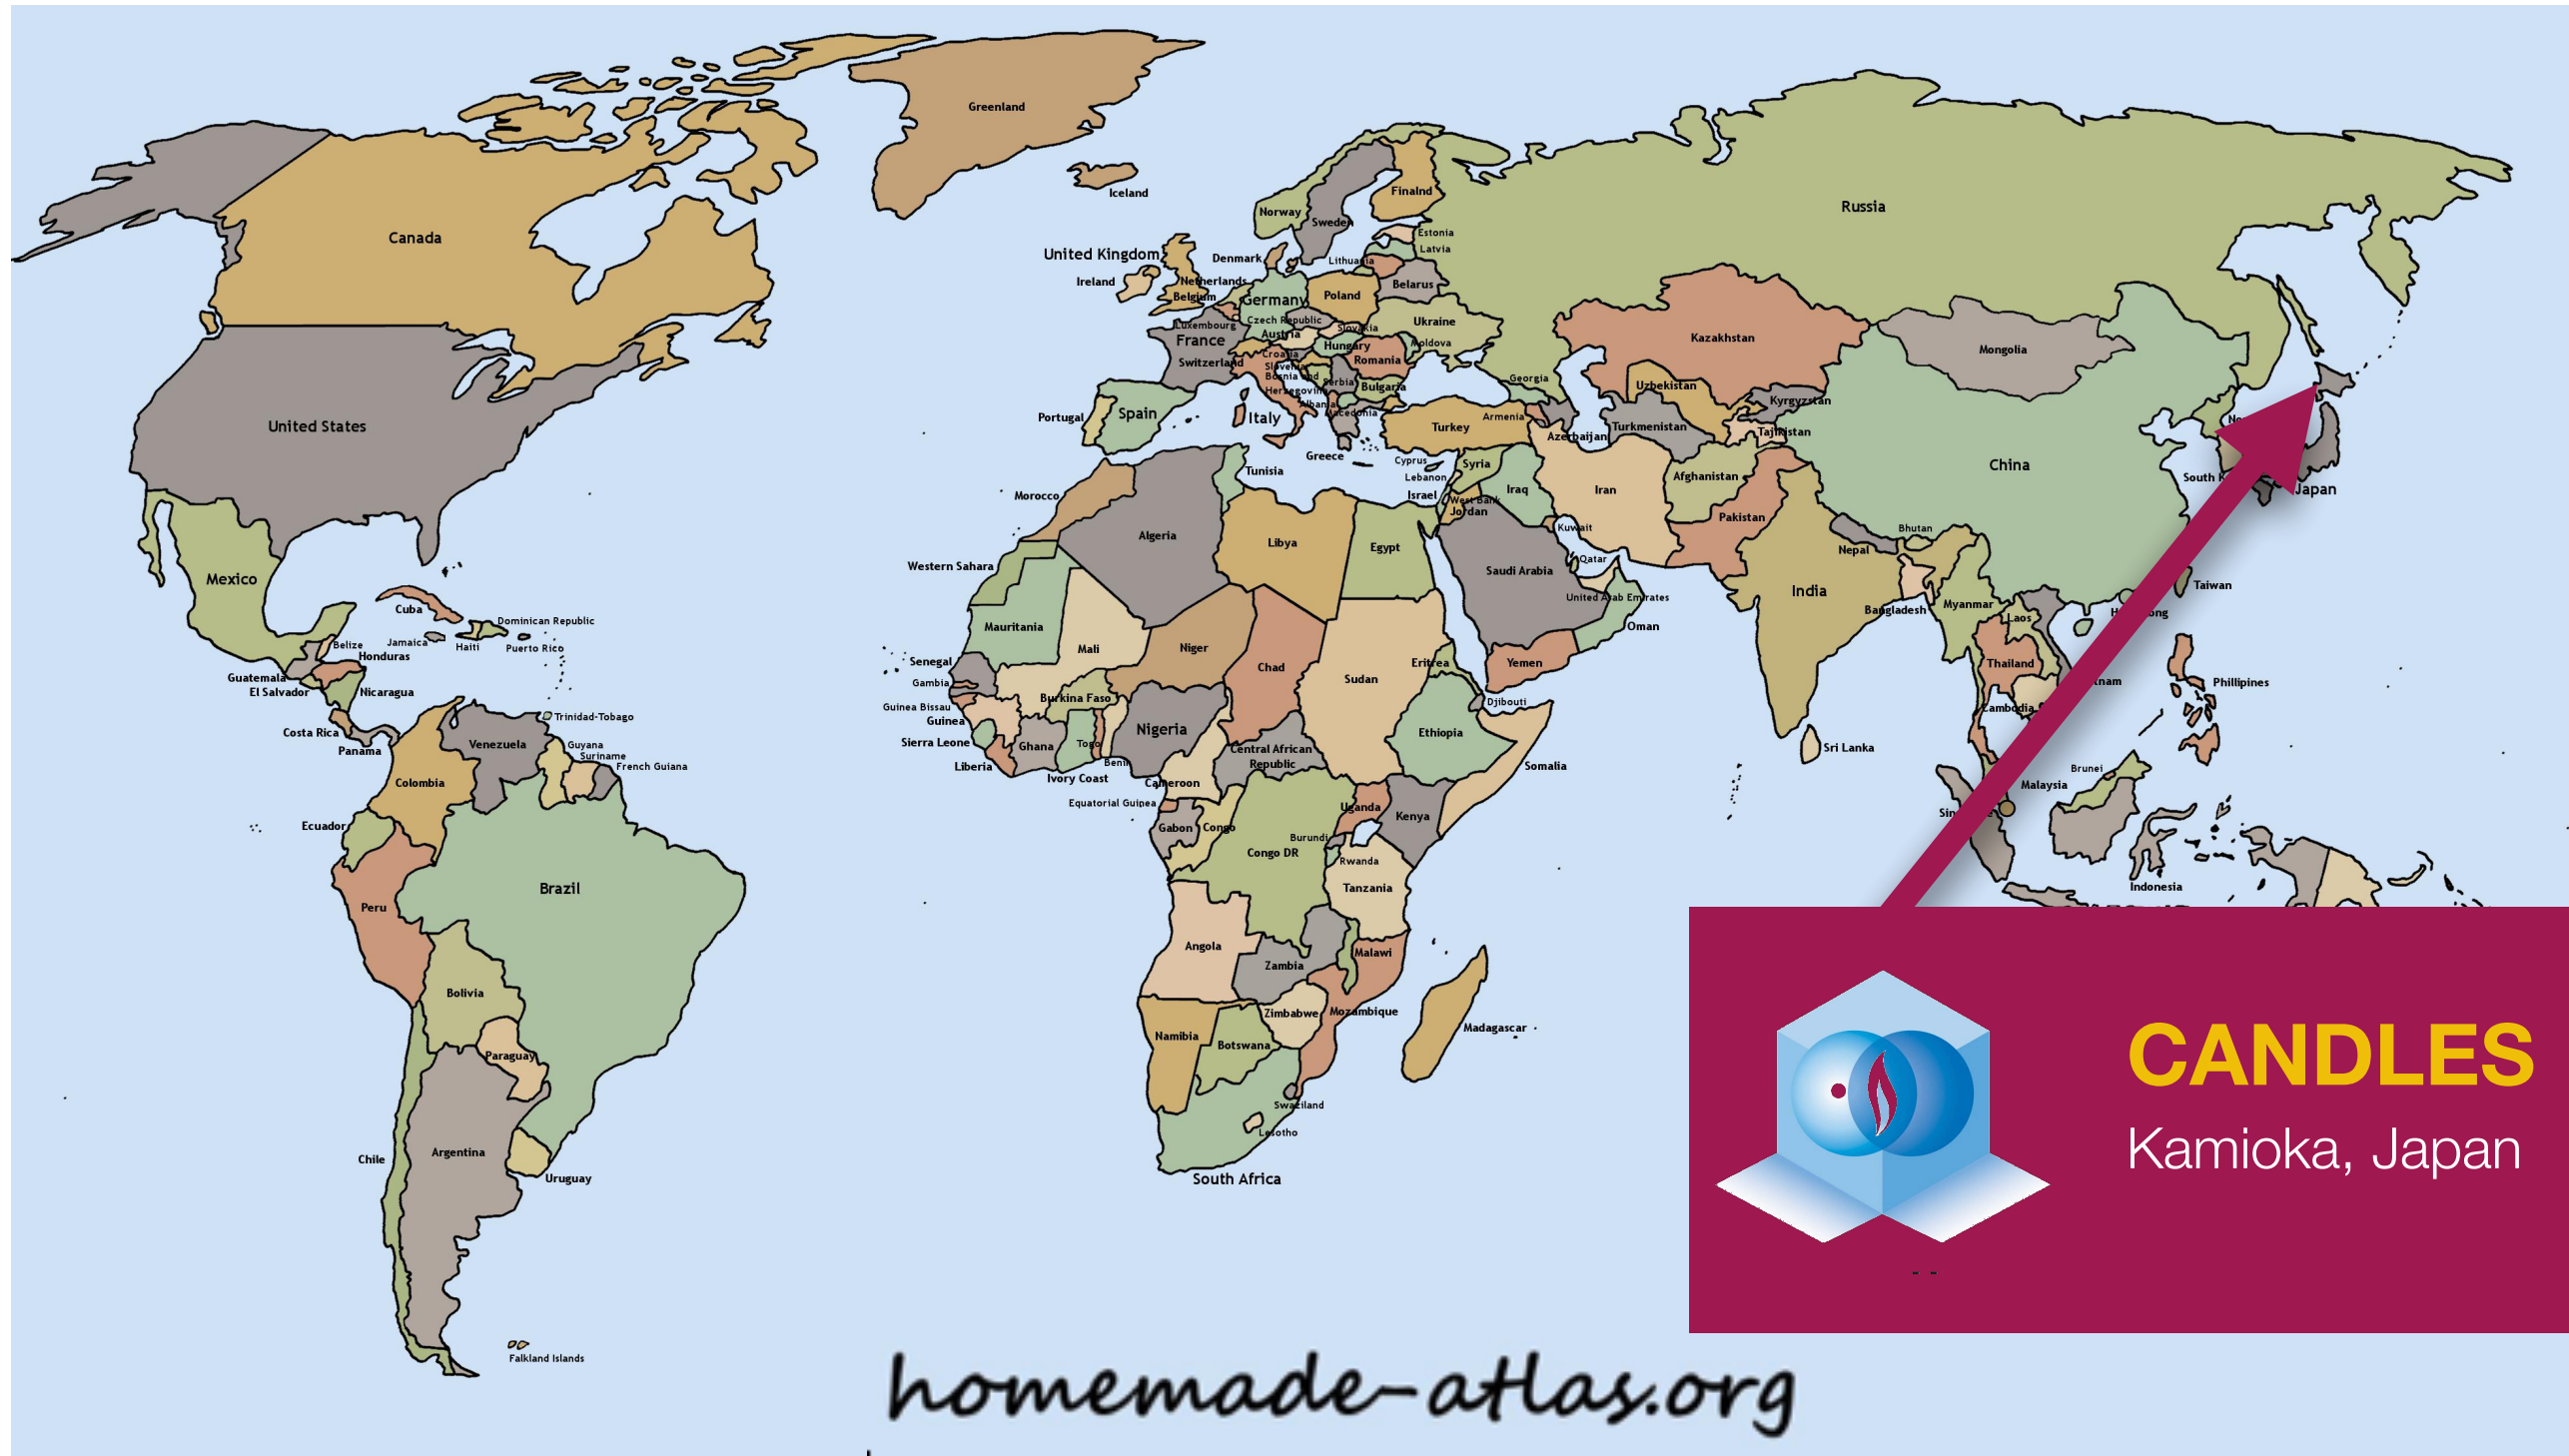 Greenland
Iceland
Canada
United States
Mexico
Cuba
Dominican Republic
Belize
Jamaica
Haiti
Puerto Rico
Honduras
Guatemala
El Salvador
Nicaragua
Costa Rica
Panama
Trinidad-Tobago
Venezuela
Guyana
Suriname
French Guiana
Colombia
Ecuador
Peru
Brazil
Bolivia
Paraguay
Chile
Argentina
Uruguay
Falkland Islands
Norway
Sweden
Finalnd
Russia
Estonia
Latvia
Lithuania
United Kingdom
Denmark
Ireland
Netherlands
Belgium
Germany
Poland
Belarus
Luxembourg
Czech Republic
Slovakia
Ukraine
France
Austria
Hungary
Moldova
Switzerland
Croatia
Romania
Slovenia
Bosnia and
Herzegovina
Serbia
Bulgaria
Albania
Macedonia
Portugal
Spain
Italy
Greece
Turkey
Georgia
Armenia
Azerbaijan
Kazakhstan
Uzbekistan
Turkmenistan
Kyrgyzstan
Tajikistan
Mongolia
China
South K
Japan
Cyprus
Lebanon
Israel
Syria
West Bank
Jordan
Iraq
Iran
Kuwait
Afghanistan
Pakistan
Nepal
Bhutan
India
Bangladesh
Myanmar
Laos
Thailand
Cambodia
Taiwan
Phillipines
Sri Lanka
Brunei
Malaysia
Indonesia
Saudi Arabia
Qatar
United Arab Emirates
Oman
Yemen
Morocco
Tunisia
Algeria
Libya
Egypt
Western Sahara
Mauritania
Mali
Niger
Chad
Sudan
Eritrea
Djibouti
Senegal
Gambia
Guinea Bissau
Guinea
Sierra Leone
Liberia
Burkina Faso
Ghana
Ivory Coast
Togo
Benin
Nigeria
Cameroon
Central African
Republic
Ethiopia
Somalia
Equatorial Guinea
Gabon
Congo
Congo DR
Uganda
Kenya
Burundi
Rwanda
Tanzania
Angola
Zambia
Malawi
Mozambique
Zimbabwe
Namibia
Botswana
Madagascar
Swaziland
Lesotho
South Africa
CANDLES
Kamioka, Japan
homemade-atlas.org